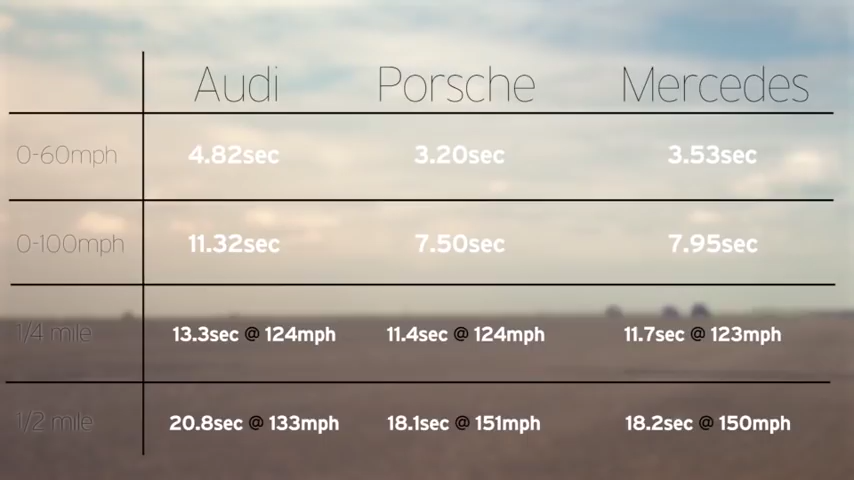 Audi Porsche Mercedes
0-60mph 4.82sec 3.20sec 3.53sec
0-100mph 11.32sec 7.50sec 7.95sec
1/4 mile 13.3sec @ 124mph 11.4sec @ 124mph 11.7sec @ 123mph
1/2 mile 20.8sec @ 133mph 18.1sec @ 151mph 18.2sec @ 150mph